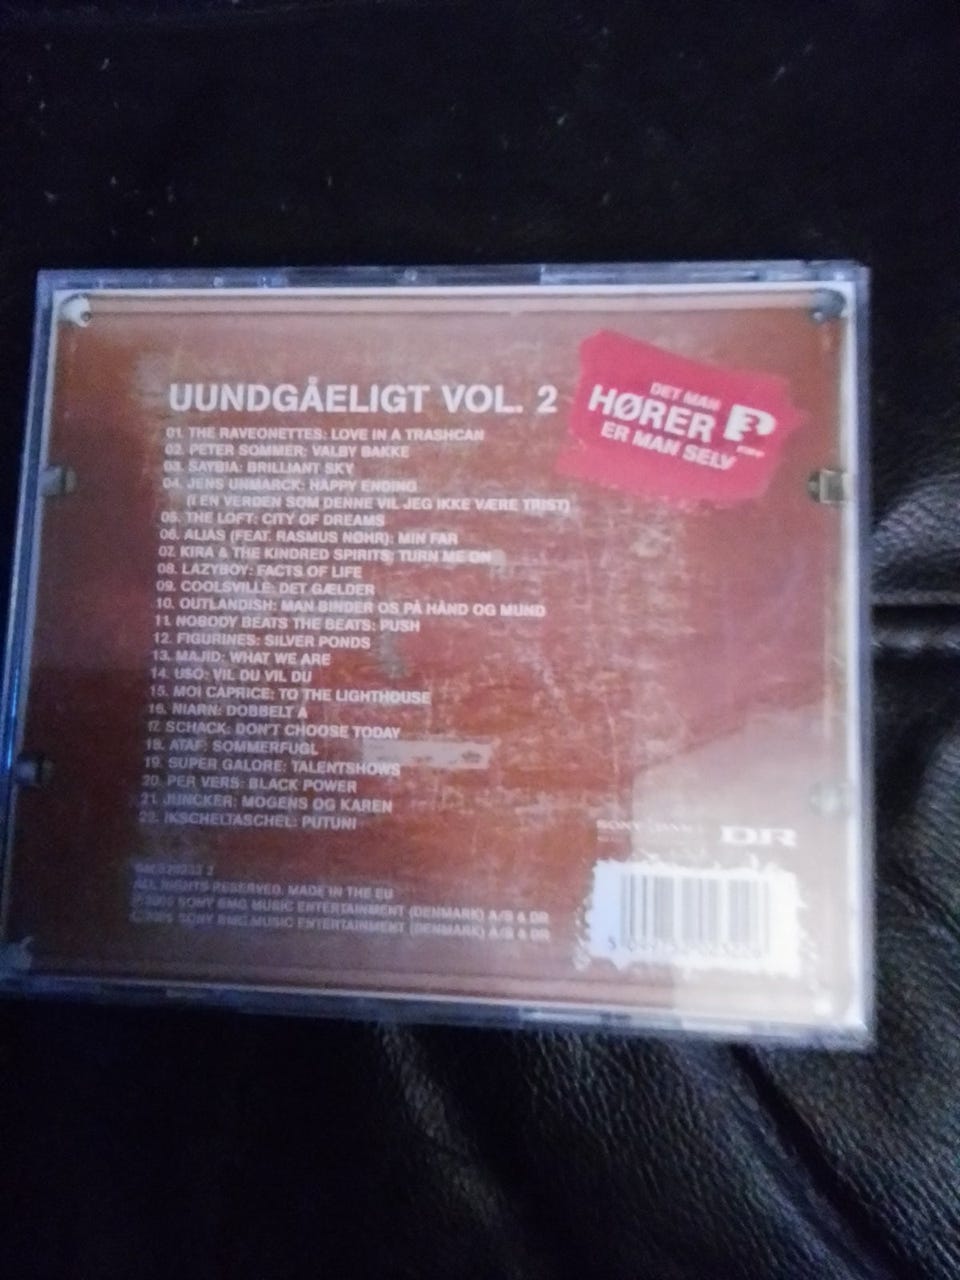 UUNDGÅELIGT VOL. 2
DET MAN
HØRER P3
ER MAN SELV
01. THE RAVEONETTES: LOVE IN A TRASHCAN
02. PETER SOMMER: VALBY BAKKE
03. SAYBIA: BRILLIANT SKY
04. JENS UNMARCK: HAPPY ENDING
(I EN VERDEN SOM DENNE VIL JEG IKKE VÆRE TRIST)
05. THE LOFT: CITY OF DREAMS
06. ALIAS (FEAT. RASMUS NØHR): MIN FAR
07. KIRA & THE KINDRED SPIRITS: TURN ME ON
08. LAZYBOY: FACTS OF LIFE
09. COOLSVILLE: DET GÆLDER
10. OUTLANDISH: MAN BINDER OS PÅ HÅND OG MUND
11. NOBODY BEATS THE BEATS: PUSH
12. FIGURINES: SILVER PONDS
13. MAJID: WHAT WE ARE
14. USO: VIL DU VIL DU
15. MOI CAPRICE: TO THE LIGHTHOUSE
16. NIARN: DOBBELT A
17. SCHACK: DON'T CHOOSE TODAY
18. ATAF: SOMMERFUGL
19. SUPER GALORE: TALENTSHOWS
20. PER VERS: BLACK POWER
21. JUNCKER: MOGENS OG KAREN
22. IKSCHELTASCHEL: PUTUNI
SONY BMG DR
ALL RIGHTS RESERVED. MADE IN THE EU
℗ 2005 SONY BMG MUSIC ENTERTAINMENT (DENMARK) A/S & DR
© 2005 SONY BMG MUSIC ENTERTAINMENT (DENMARK) A/S & DR